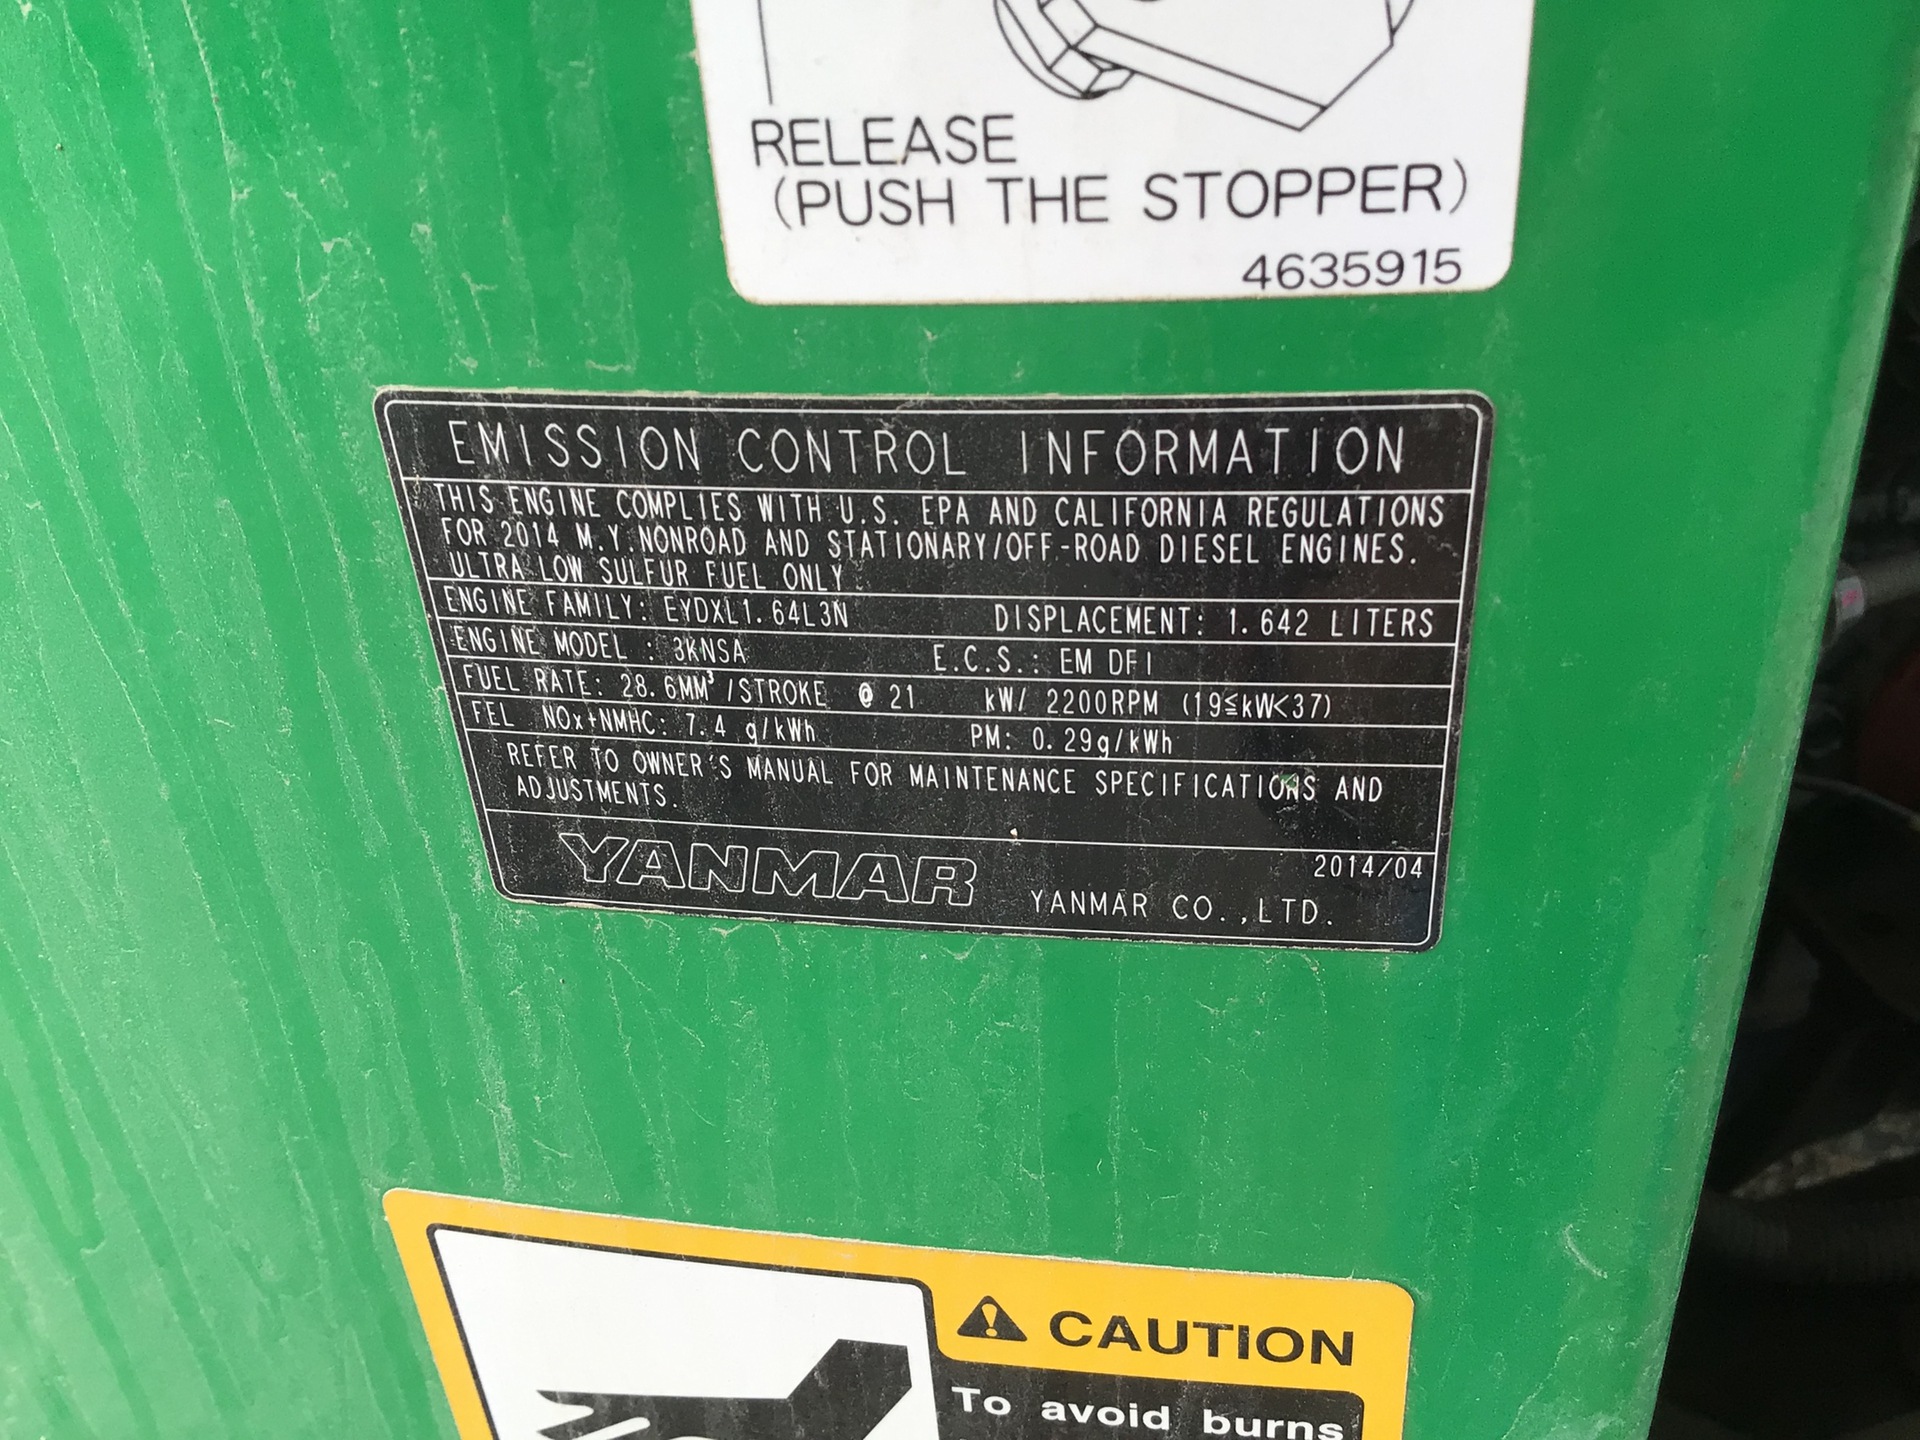 RELEASE
(PUSH THE STOPPER)
4635915
EMISSION CONTROL INFORMATION
THIS ENGINE COMPLIES WITH U.S. EPA AND CALIFORNIA REGULATIONS
FOR 2014 M.Y. NONROAD AND STATIONARY/OFF-ROAD DIESEL ENGINES.
ULTRA LOW SULFUR FUEL ONLY.
ENGINE FAMILY: EYDXL1.64L3N DISPLACEMENT: 1.642 LITERS
ENGINE MODEL : 3KNSA E.C.S.: EM DFI
FUEL RATE: 28.6MM³/STROKE @ 21 kW/ 2200RPM (19≦kW<37)
FEL NOx+NMHC: 7.4 g/kWh PM: 0.29g/kWh
REFER TO OWNER'S MANUAL FOR MAINTENANCE SPECIFICATIONS AND
ADJUSTMENTS.
2014/04
YANMAR YANMAR CO.,LTD.
CAUTION
To avoid burns